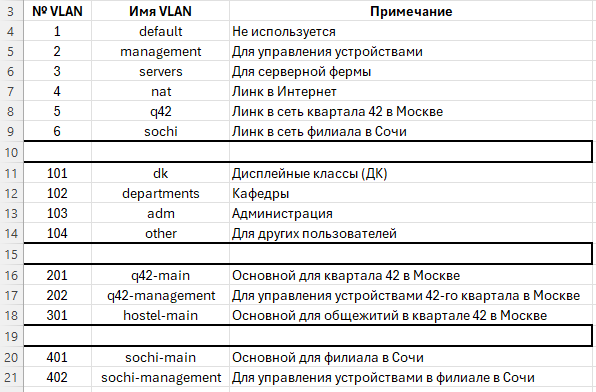 3 № VLAN Имя VLAN Примечание
4 1 default Не используется
5 2 management Для управления устройствами
6 3 servers Для серверной фермы
7 4 nat Линк в Интернет
8 5 q42 Линк в сеть квартала 42 в Москве
9 6 sochi Линк в сеть филиала в Сочи
10
11 101 dk Дисплейные классы (ДК)
12 102 departments Кафедры
13 103 adm Администрация
14 104 other Для других пользователей
15
16 201 q42-main Основной для квартала 42 в Москве
17 202 q42-management Для управления устройствами 42-го квартала в Москве
18 301 hostel-main Основной для общежитий в квартале 42 в Москве
19
20 401 sochi-main Основной для филиала в Сочи
21 402 sochi-management Для управления устройствами в филиале в Сочи